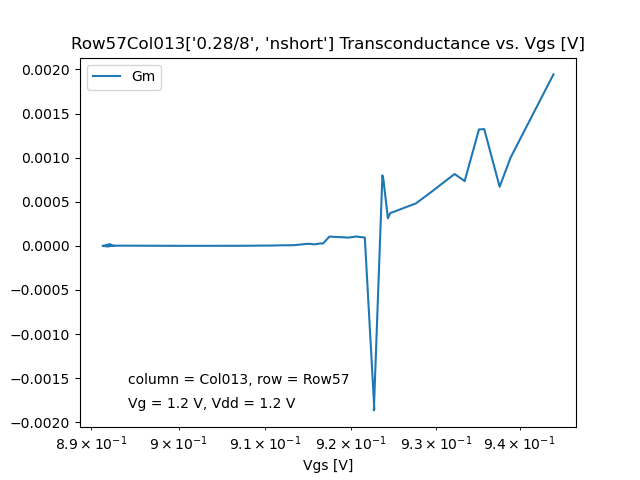 Row57Col013['0.28/8', 'nshort'] Transconductance vs. Vgs [V]
Gm
0.0020
0.0015
0.0010
0.0005
0.0000
−0.0005
−0.0010
−0.0015
−0.0020
column = Col013, row = Row57
Vg = 1.2 V, Vdd = 1.2 V
8.9 × 10⁻¹ 9 × 10⁻¹ 9.1 × 10⁻¹ 9.2 × 10⁻¹ 9.3 × 10⁻¹ 9.4 × 10⁻¹
Vgs [V]